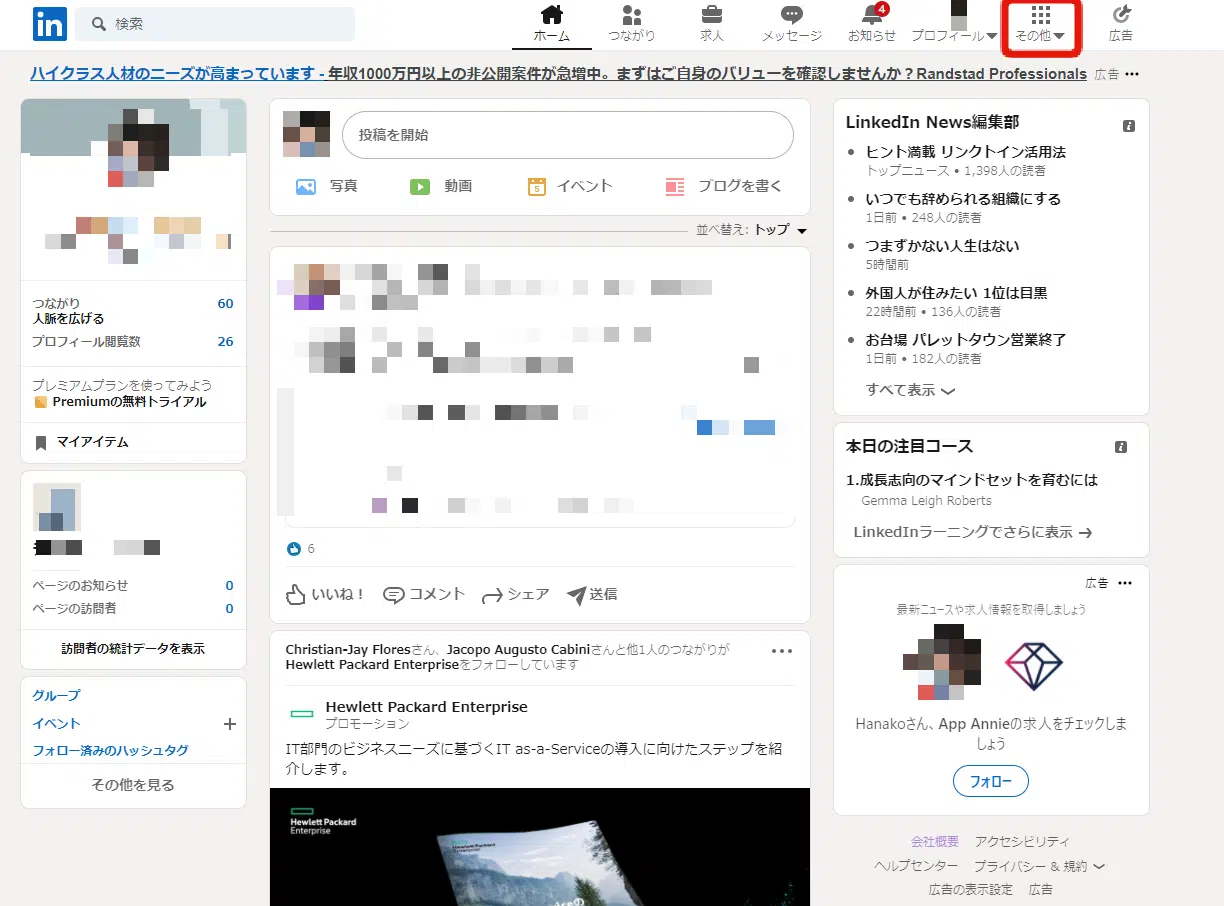 in
検索
ホーム
つながり
求人
メッセージ
4
お知らせ
プロフィール
その他
広告
ハイクラス人材のニーズが高まっています - 年収1000万円以上の非公開案件が急増中。まずはご自身のバリューを確認しませんか？Randstad Professionals 広告
つながり 60
人脈を広げる
プロフィール閲覧数 26
プレミアムプランを使ってみよう
Premiumの無料トライアル
マイアイテム
ページのお知らせ 0
ページの訪問者 0
訪問者の統計データを表示
グループ
イベント
フォロー済みのハッシュタグ
その他を見る
投稿を開始
写真
動画
イベント
ブログを書く
並べ替え: トップ
6
いいね！
コメント
シェア
送信
Christian-Jay Floresさん、Jacopo Augusto Cabiniさんと他1人のつながりが
Hewlett Packard Enterpriseをフォローしています
Hewlett Packard Enterprise
プロモーション
IT部門のビジネスニーズに基づくIT as-a-Serviceの導入に向けたステップを紹
介します。
Hewlett Packard
Enterprise
LinkedIn News編集部
ヒント満載 リンクトイン活用法
トップニュース • 1,398人の読者
いつでも辞められる組織にする
1日前 • 248人の読者
つまずかない人生はない
5時間前
外国人が住みたい 1位は目黒
22時間前 • 136人の読者
お台場 パレットタウン営業終了
1日前 • 182人の読者
すべて表示
本日の注目コース
1.成長志向のマインドセットを育むには
Gemma Leigh Roberts
LinkedInラーニングでさらに表示
広告
最新ニュースや求人情報を取得しましょう
Hanakoさん、App Annieの求人をチェックしま
しょう
フォロー
会社概要 アクセシビリティ
ヘルプセンター プライバシー & 規約
広告の表示設定 広告